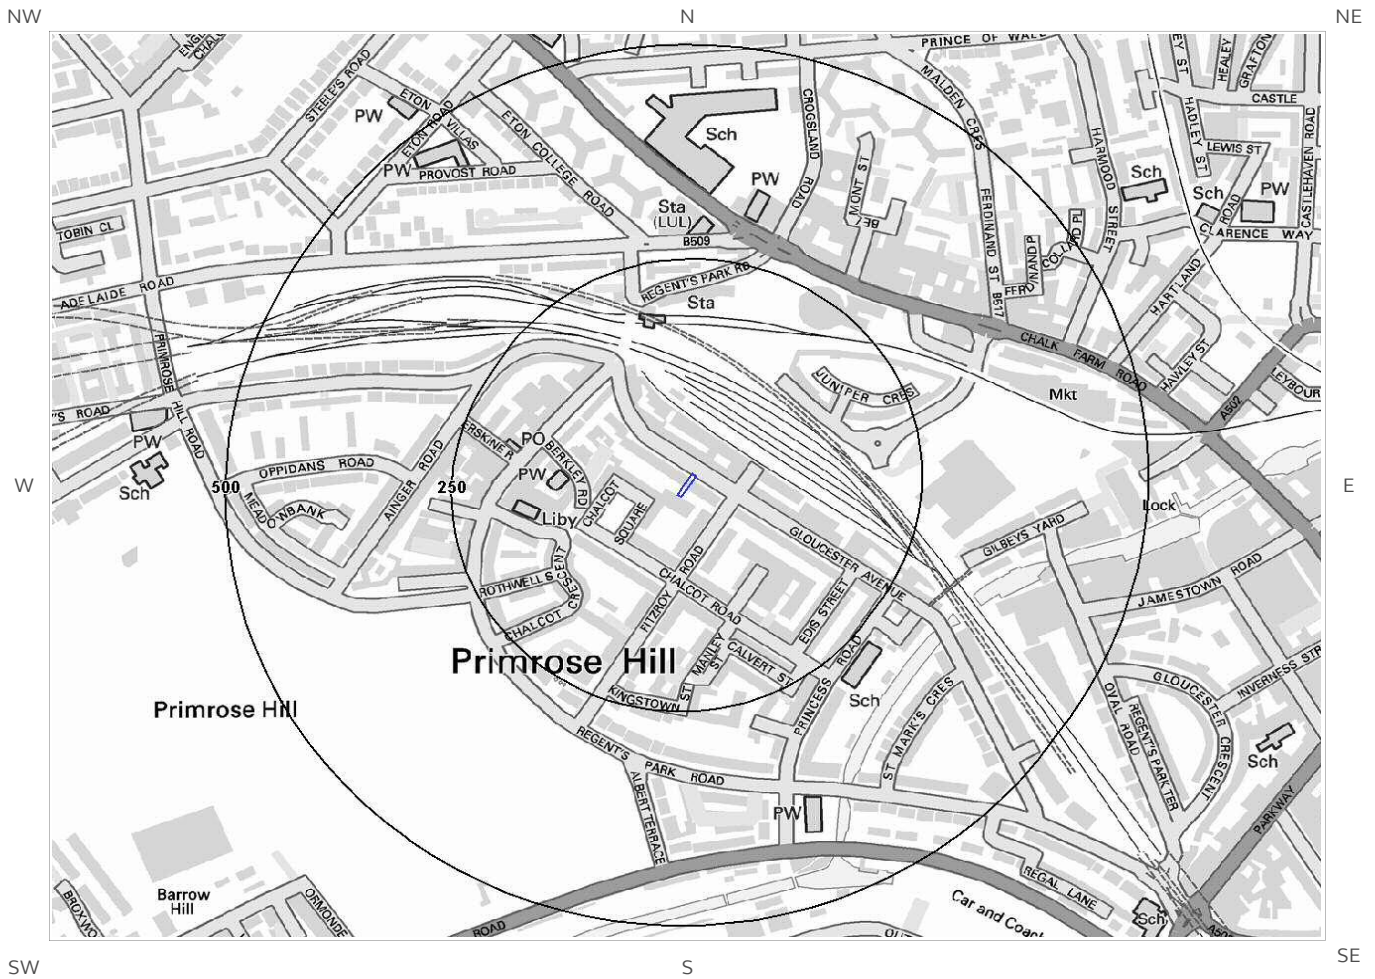 NW
N
NE
STEELE'S ROAD
PW
ETON
VILLAS
ETON ROAD
PW
PROVOST ROAD
ETON COLLEGE ROAD
Sch
PW
Sta
(LUL)
B509
CROGSLAND
ROAD
MONT ST
BEL
PRINCE OF WAL
MALDEN
CRES
FERDINAND ST
B517
HARMOOD
STREET
Sch
HADLEY ST
HEALEY
GRAFTON
EY ST
CASTLE
LEWIS ST
Sch
PW
ROAD
CASTLEHAVEN ROAD
CLARENCE WAY
HARTLAND
HAWLEY ST
TOBIN CL
ADELAIDE ROAD
REGENT'S PARK RD
Sta
CHALK FARM ROAD
Mkt
A502
LEYBOUR
JUNIPER CRES
PRIMROSE HILL ROAD
'S ROAD
PW
Sch
OPPIDANS ROAD
MEADOWBANK
AINGER ROAD
ERSKINE R
PO
PW
BERKLEY RD
Liby
CHALCOT
SQUARE
W
500
250
E
Lock
GILBEYS YARD
JAMESTOWN ROAD
GLOUCESTER AVENUE
ROTHWELL S
CHALCOT CRESCENT
FITZROY
ROAD
CHALCOT ROAD
EDIS STREET
MANLEY
ST
CALVERT ST
Primrose Hill
KINGSTOWN ST
PRINCESS ROAD
Sch
ST MARK'S CRES
Primrose Hill
REGENT'S PARK ROAD
ALBERT TERRACE
PW
OVAL ROAD
REGENT'S PARK TER
GLOUCESTER CRESCENT
INVERNESS STR
Sch
PARKWAY
REGAL LANE
Sch
Barrow
Hill
BROXWO
ORMONDE
ROAD
Car and Coach
SW
S
SE